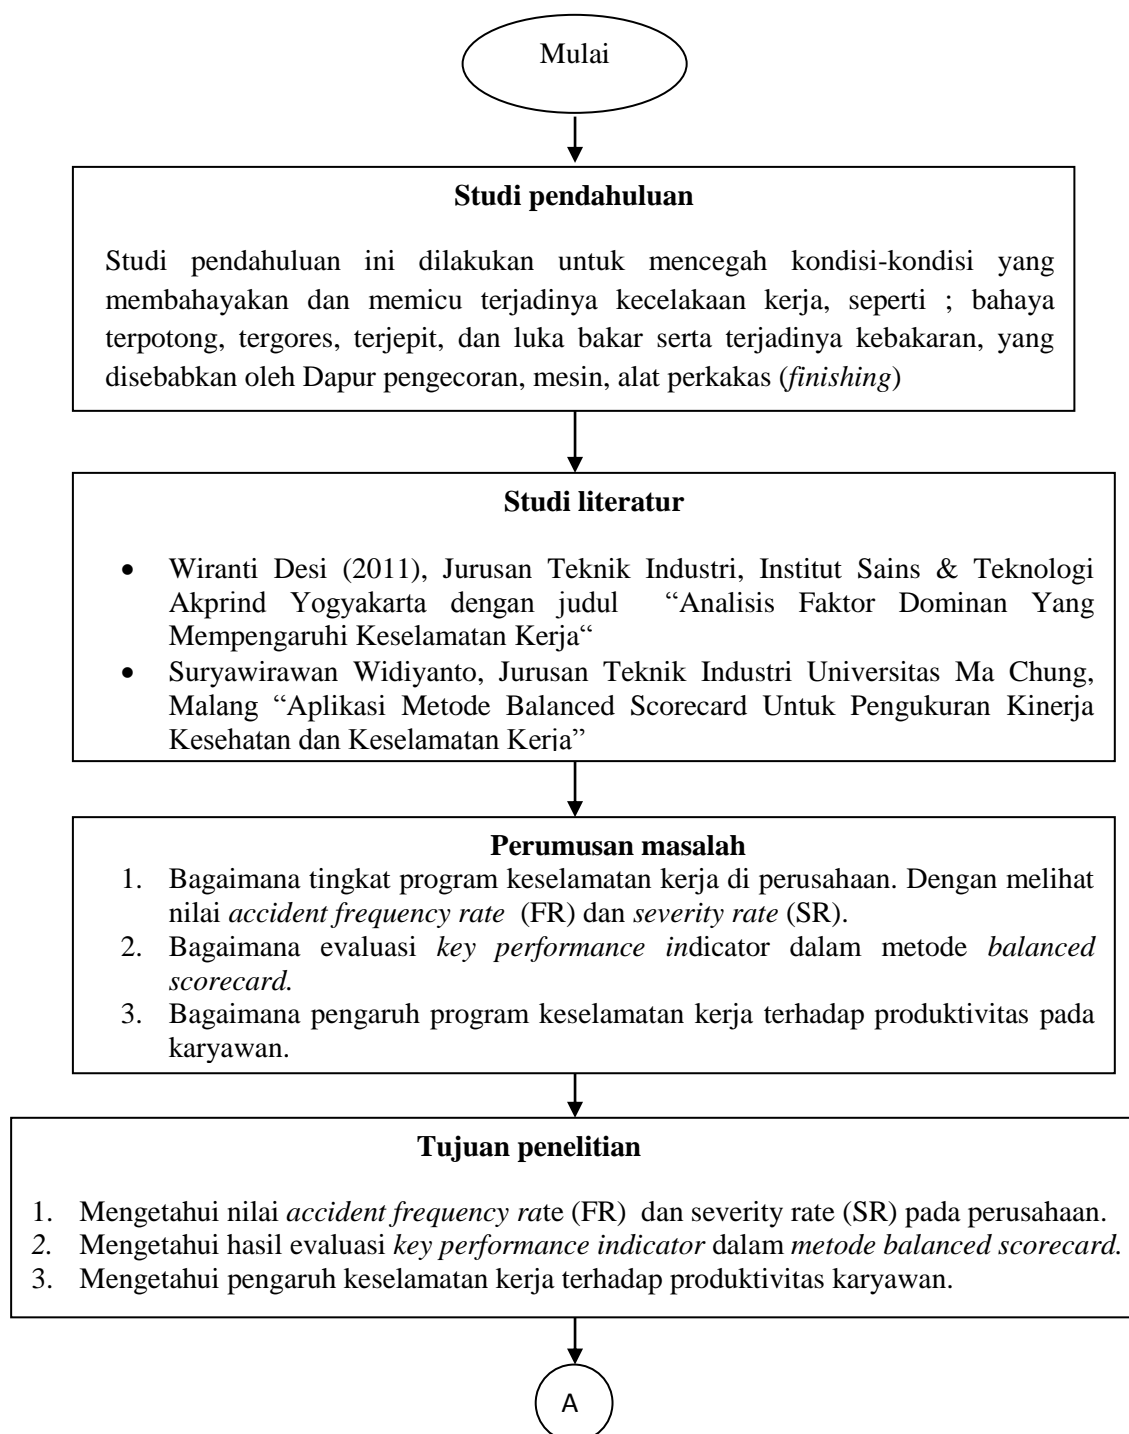 Mulai
Studi pendahuluan
Studi pendahuluan ini dilakukan untuk mencegah kondisi-kondisi yang
membahayakan dan memicu terjadinya kecelakaan kerja, seperti ; bahaya
terpotong, tergores, terjepit, dan luka bakar serta terjadinya kebakaran, yang
disebabkan oleh Dapur pengecoran, mesin, alat perkakas (finishing)
Studi literatur
• Wiranti Desi (2011), Jurusan Teknik Industri, Institut Sains & Teknologi
Akprind Yogyakarta dengan judul “Analisis Faktor Dominan Yang
Mempengaruhi Keselamatan Kerja“
• Suryawirawan Widiyanto, Jurusan Teknik Industri Universitas Ma Chung,
Malang “Aplikasi Metode Balanced Scorecard Untuk Pengukuran Kinerja
Kesehatan dan Keselamatan Kerja”
Perumusan masalah
1. Bagaimana tingkat program keselamatan kerja di perusahaan. Dengan melihat
nilai accident frequency rate (FR) dan severity rate (SR).
2. Bagaimana evaluasi key performance indicator dalam metode balanced
scorecard.
3. Bagaimana pengaruh program keselamatan kerja terhadap produktivitas pada
karyawan.
Tujuan penelitian
1. Mengetahui nilai accident frequency rate (FR) dan severity rate (SR) pada perusahaan.
2. Mengetahui hasil evaluasi key performance indicator dalam metode balanced scorecard.
3. Mengetahui pengaruh keselamatan kerja terhadap produktivitas karyawan.
A